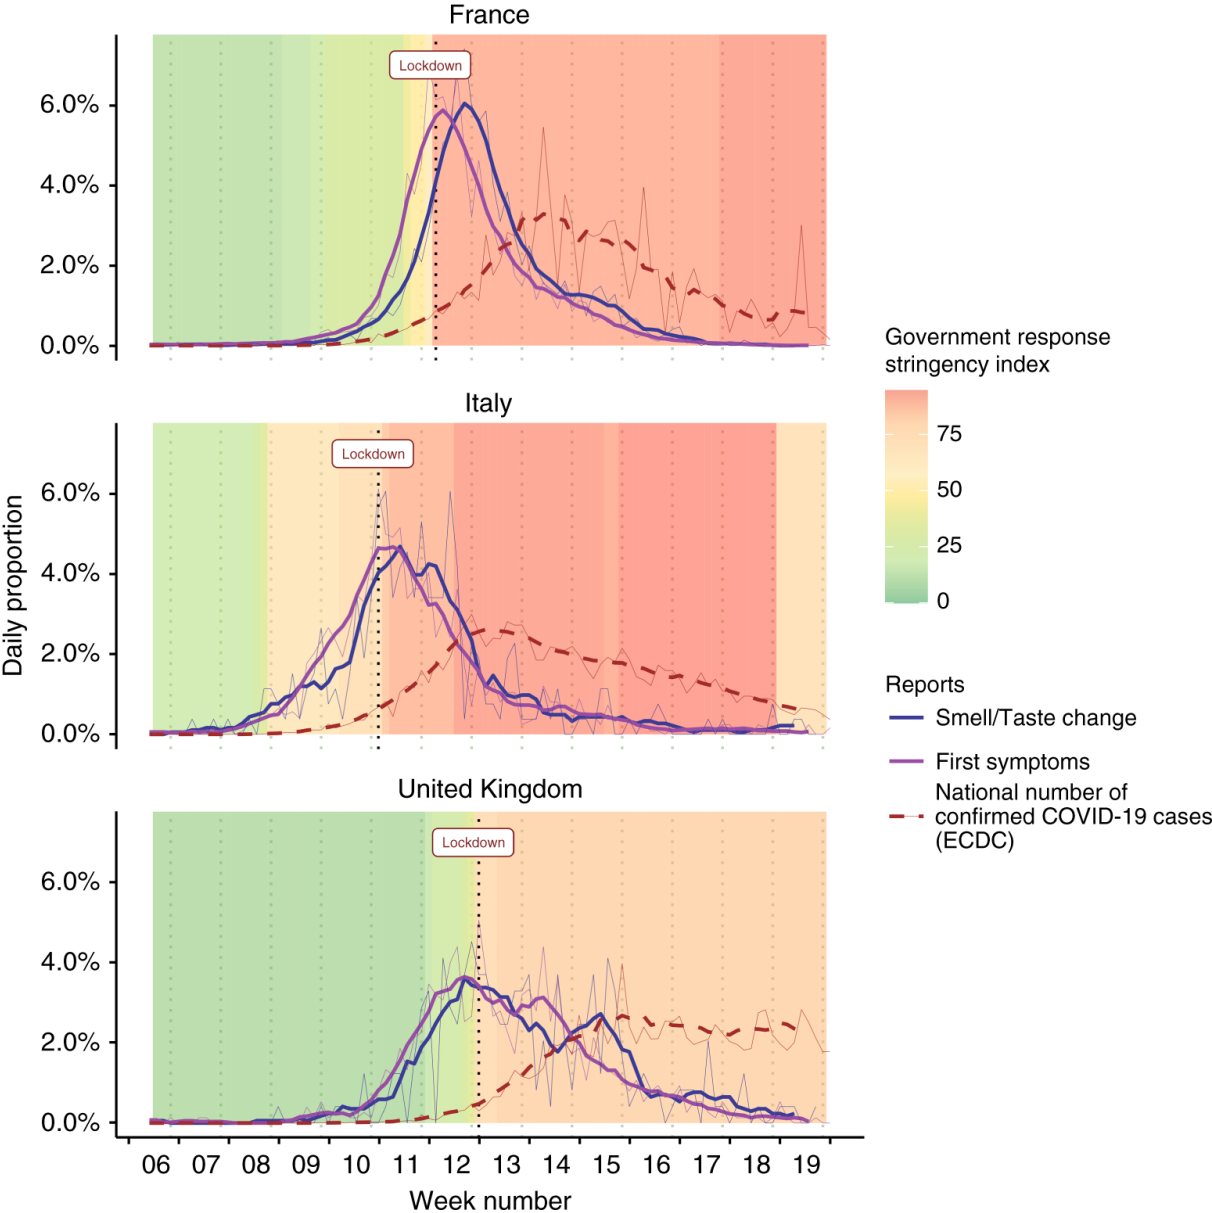 France
Lockdown
6.0%
4.0%
2.0%
0.0%
Italy
Lockdown
6.0%
4.0%
2.0%
0.0%
United Kingdom
Lockdown
6.0%
4.0%
2.0%
0.0%
06 07 08 09 10 11 12 13 14 15 16 17 18 19
Week number
Daily proportion
Government response
stringency index
75
50
25
0
Reports
Smell/Taste change
First symptoms
National number of
confirmed COVID-19 cases
(ECDC)